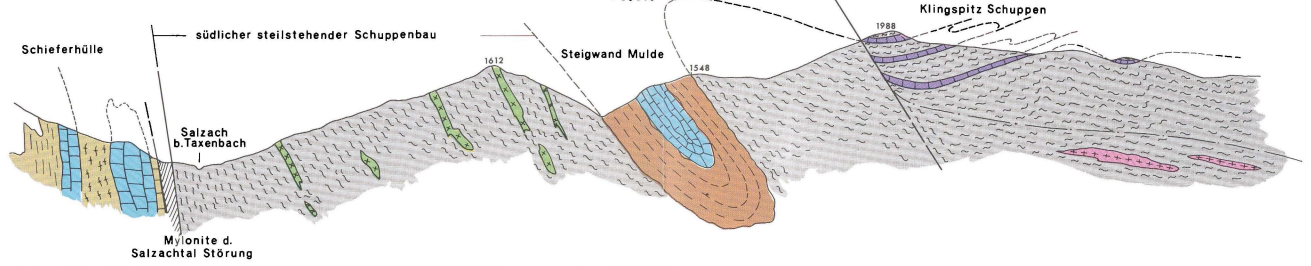 Klingspitz Schuppen
1988
südlicher steilstehender Schuppenbau
Schieferhülle
Steigwand Mulde
1612
1548
Salzach
b.Taxenbach
Mylonite d.
Salzachtal Störung